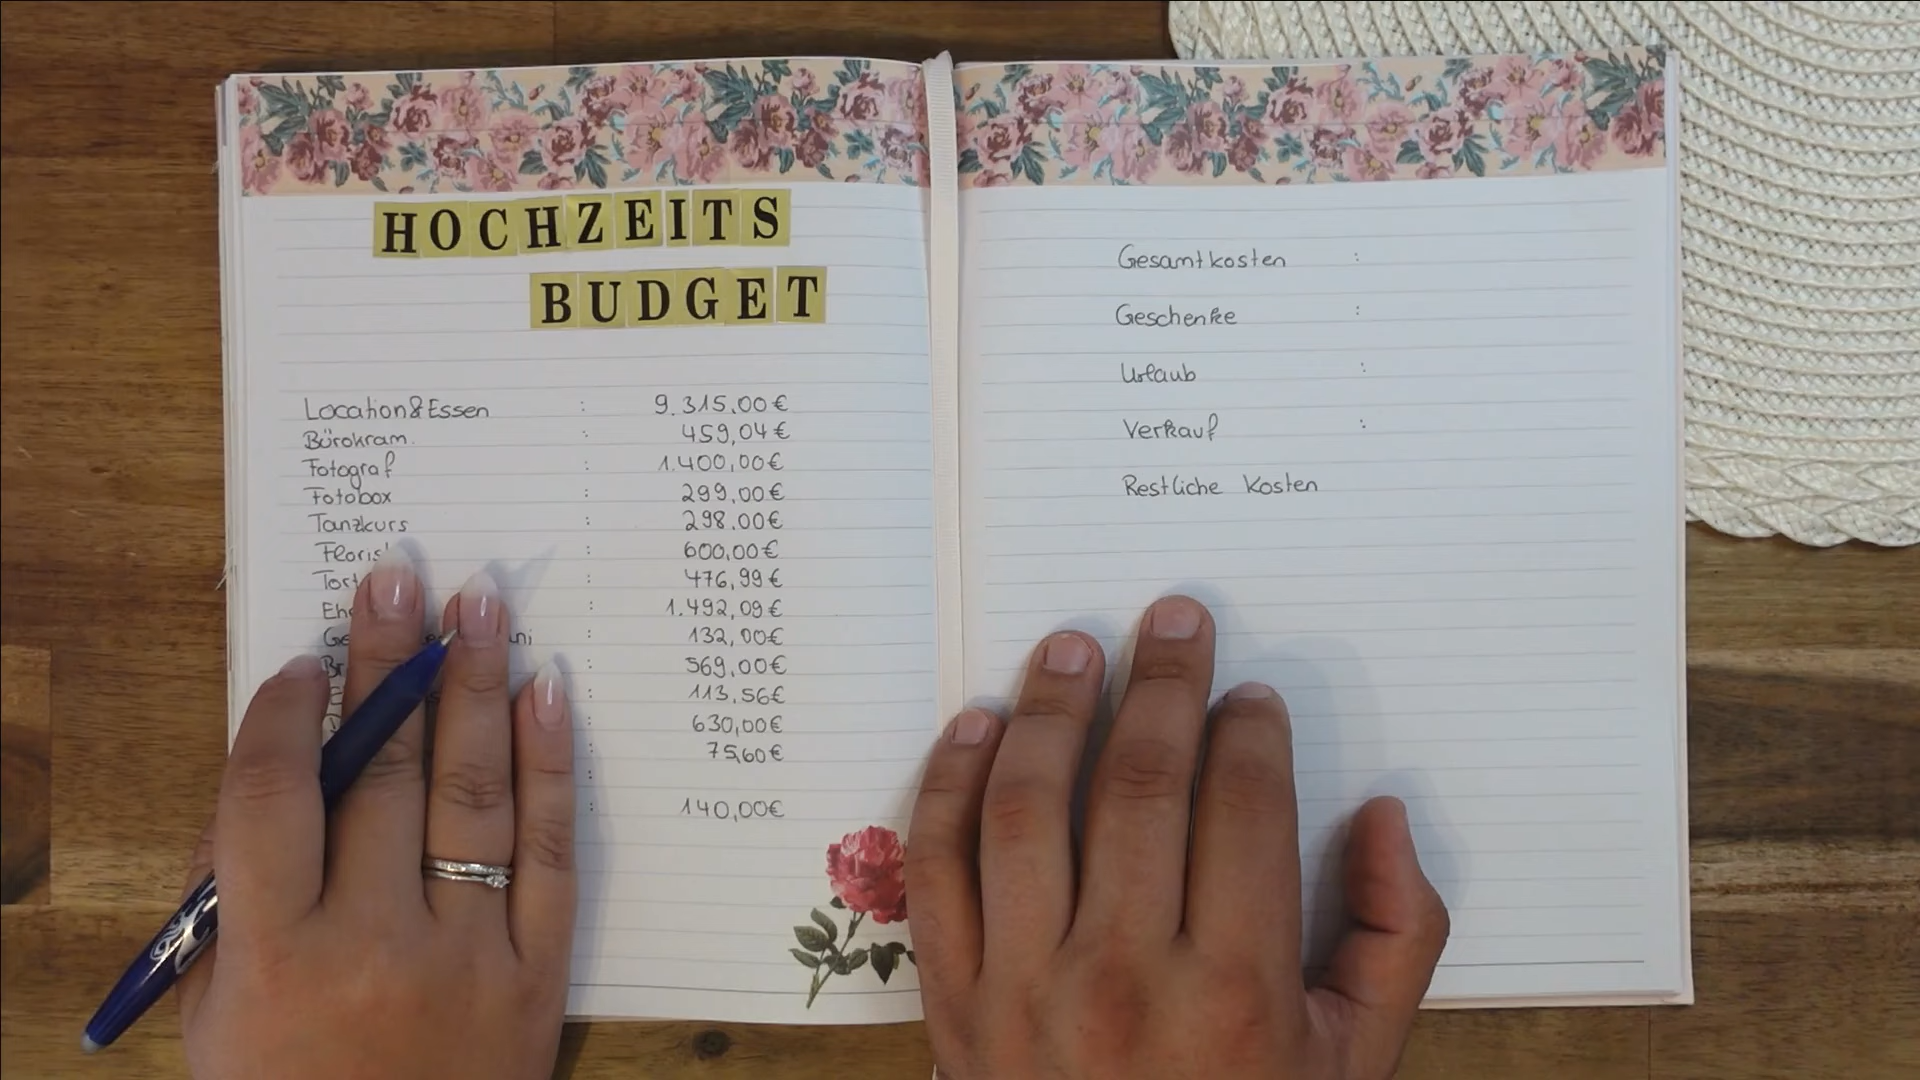 HOCHZEITS
BUDGET
Location&Essen : 9.315,00€
Bürokram. : 459,04€
Fotograf : 1.400,00€
Fotobox : 299,00€
Tanzkurs : 298,00€
: 600,00€
: 476,99€
: 1.492,09€
: 132,00€
: 569,00€
: 113,56€
: 630,00€
: 75,60€
:
: 140,00€
Gesamtkosten :
Geschenke :
Urlaub :
Verkauf :
Restliche Kosten